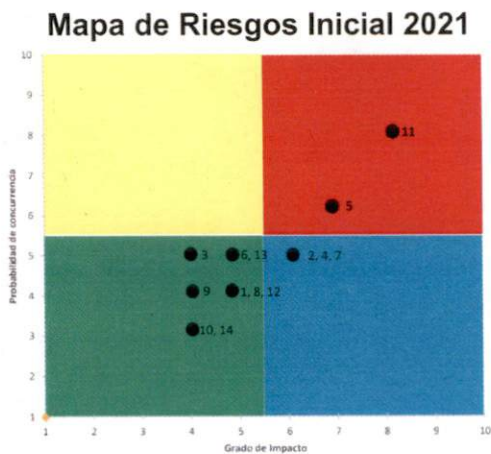 Mapa de Riesgos Inicial 2021
10
9
8
7
6
5
4
3
2
1
Probabilidad de concurrencia
11
5
3
6, 13
2, 4, 7
9
1, 8, 12
10, 14
1 2 3 4 5 6 7 8 9 10
Grado de Impacto